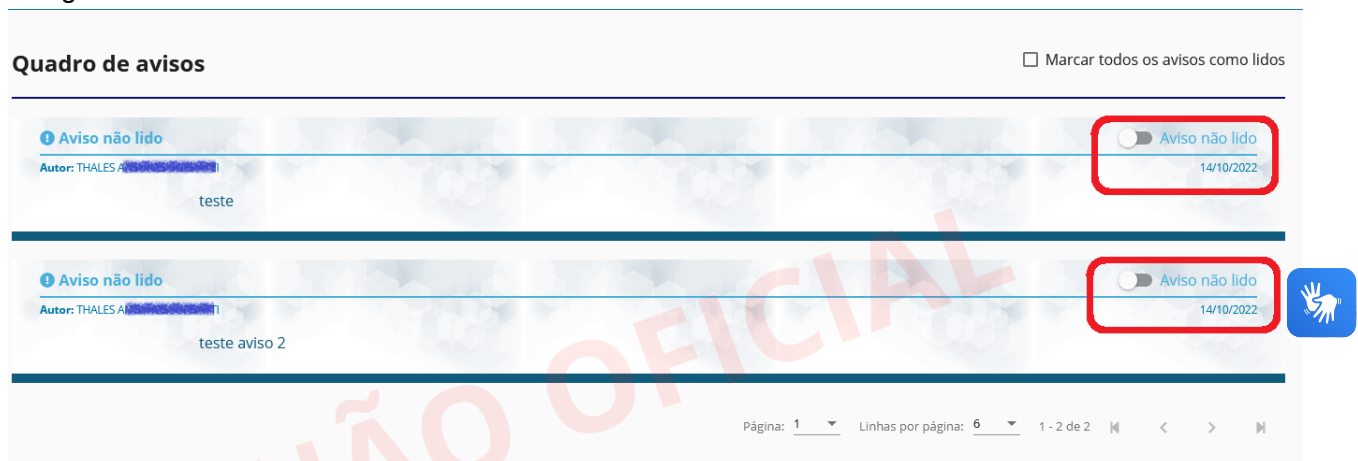 Quadro de avisos
Marcar todos os avisos como lidos
Aviso não lido
Aviso não lido
Autor: THALES
14/10/2022
teste
Aviso não lido
Aviso não lido
Autor: THALES
14/10/2022
teste aviso 2
NÃO OFICIAL
Página: 1 Linhas por página: 6 1 - 2 de 2